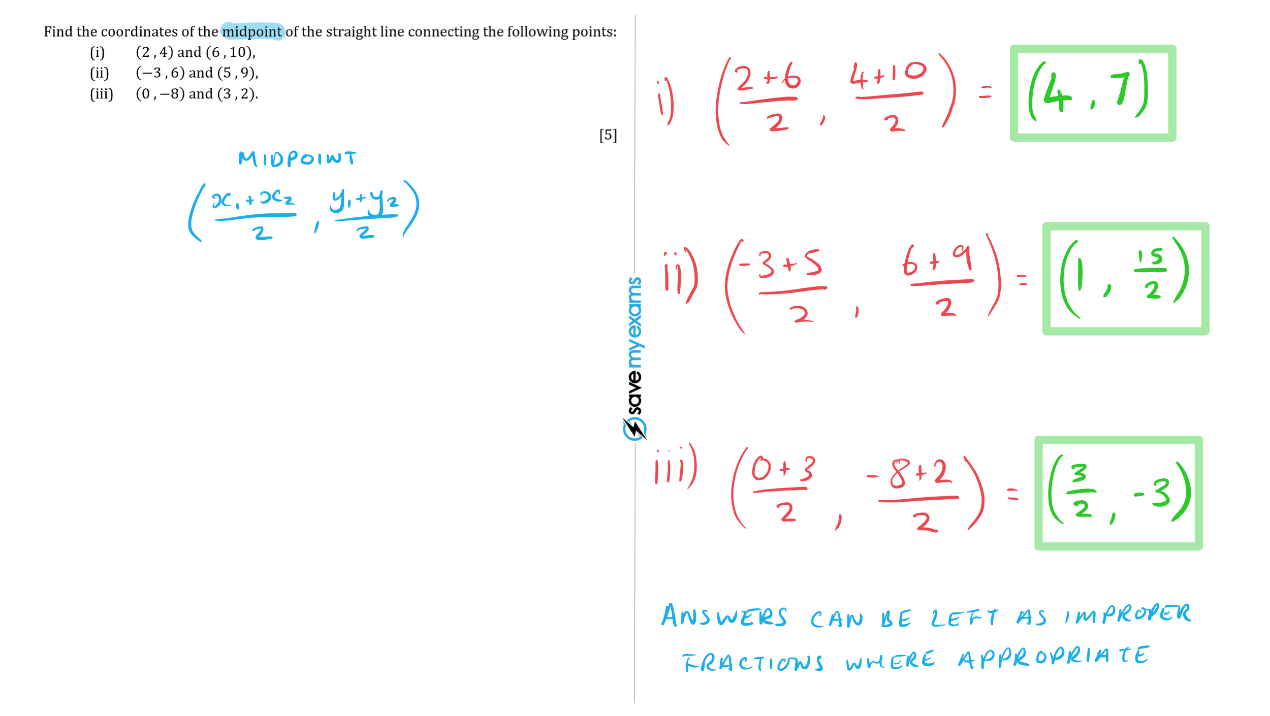 Find the coordinates of the midpoint of the straight line connecting the following points:
(i) (2 , 4) and (6 , 10),
(ii) (−3 , 6) and (5 , 9),
(iii) (0 , −8) and (3 , 2).
[5]
MIDPOINT
( x₁ + x₂ / 2 , y₁ + y₂ / 2 )
savemyexams
i) ( 2 + 6 / 2 , 4 + 10 / 2 ) = (4 , 7)
ii) ( -3 + 5 / 2 , 6 + 9 / 2 ) = (1 , 15 / 2)
iii) ( 0 + 3 / 2 , -8 + 2 / 2 ) = (3 / 2 , -3)
ANSWERS CAN BE LEFT AS IMPROPER
FRACTIONS WHERE APPROPRIATE